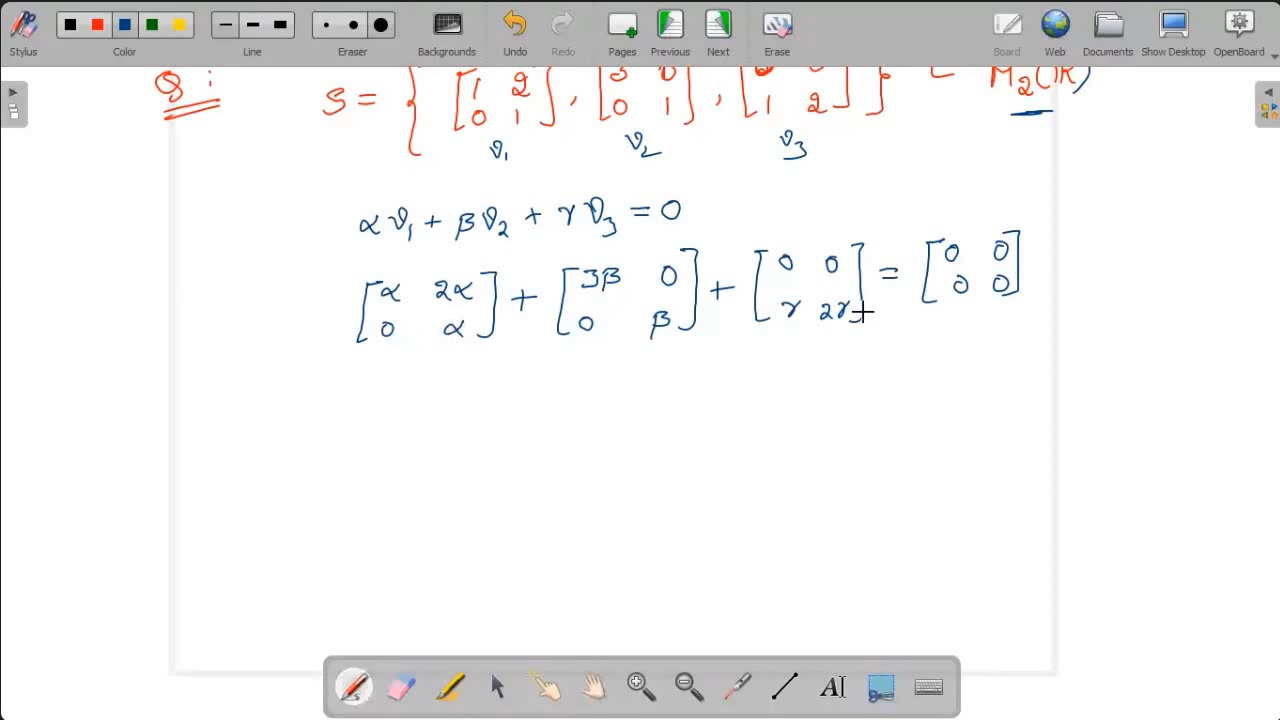 Stylus Color Line Eraser Backgrounds Undo Redo Pages Previous Next Erase Board Web Documents Show Desktop OpenBoard
Q :
S = { [1 2; 0 1], [3 0; 0 1], [0 0; 1 2] } ⊂ M₂(ℝ)
v₁ v₂ v₃
αv₁ + βv₂ + γv₃ = 0
[α 2α; 0 α] + [3β 0; 0 β] + [0 0; γ 2γ] = [0 0; 0 0]